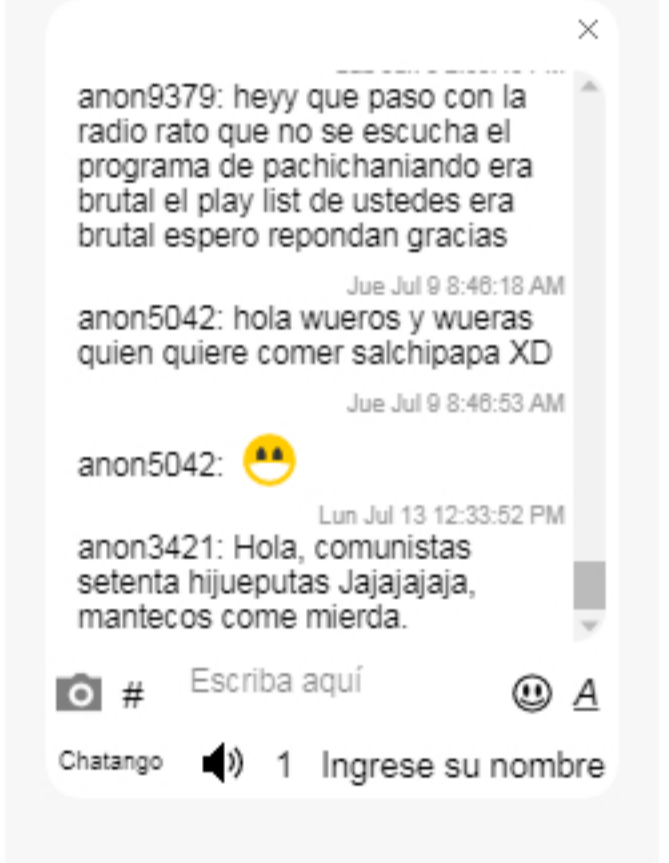 anon9379: heyy que paso con la
radio rato que no se escucha el
programa de pachichaniando era
brutal el play list de ustedes era
brutal espero repondan gracias
Jue Jul 9 8:46:18 AM
anon5042: hola wueros y wueras
quien quiere comer salchipapa XD
Jue Jul 9 8:46:53 AM
anon5042:
Lun Jul 13 12:33:52 PM
anon3421: Hola, comunistas
setenta hijueputas Jajajajaja,
mantecos come mierda.
# Escriba aquí A
Chatango 1 Ingrese su nombre